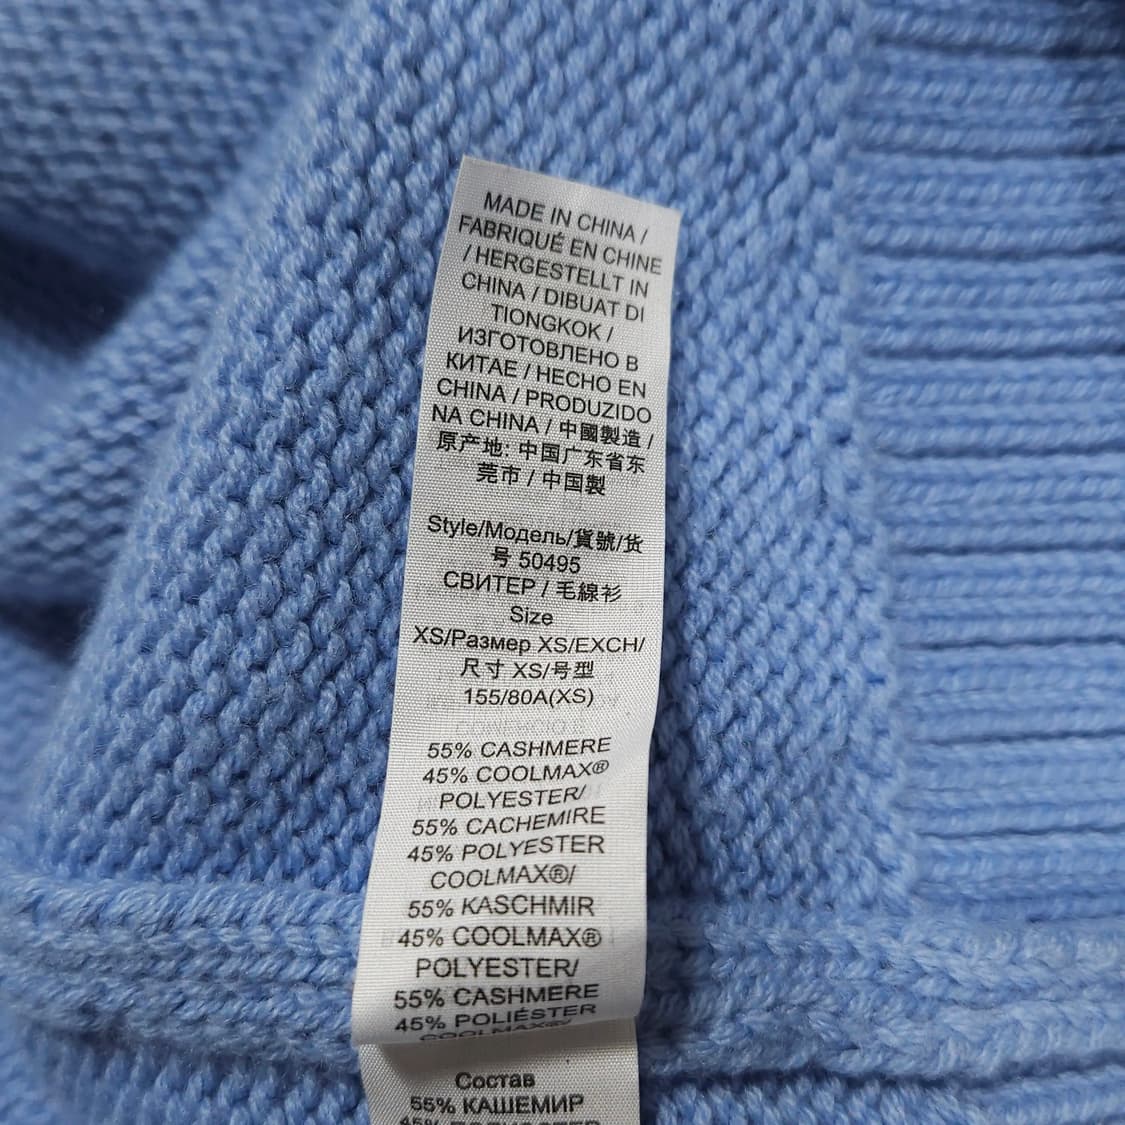 MADE IN CHINA /
FABRIQUÉ EN CHINE
/ HERGESTELLT IN
CHINA / DIBUAT DI
TIONGKOK /
ИЗГОТОВЛЕНО В
КИТАЕ / HECHO EN
CHINA / PRODUZIDO
NA CHINA / 中國製造 /
原产地: 中国广东省东
莞市 / 中国製
Style/Модель/貨號/货
号 50495
СВИТЕР / 毛線衫
Size
XS/Размер XS/EXCH/
尺寸 XS/号型
155/80A(XS)
55% CASHMERE
45% COOLMAX®
POLYESTER/
55% CACHEMIRE
45% POLYESTER
COOLMAX®/
55% KASCHMIR
45% COOLMAX®
POLYESTER/
55% CASHMERE
45% POLIÉSTER
COOLMAX®/
Состав
55% КАШЕМИР